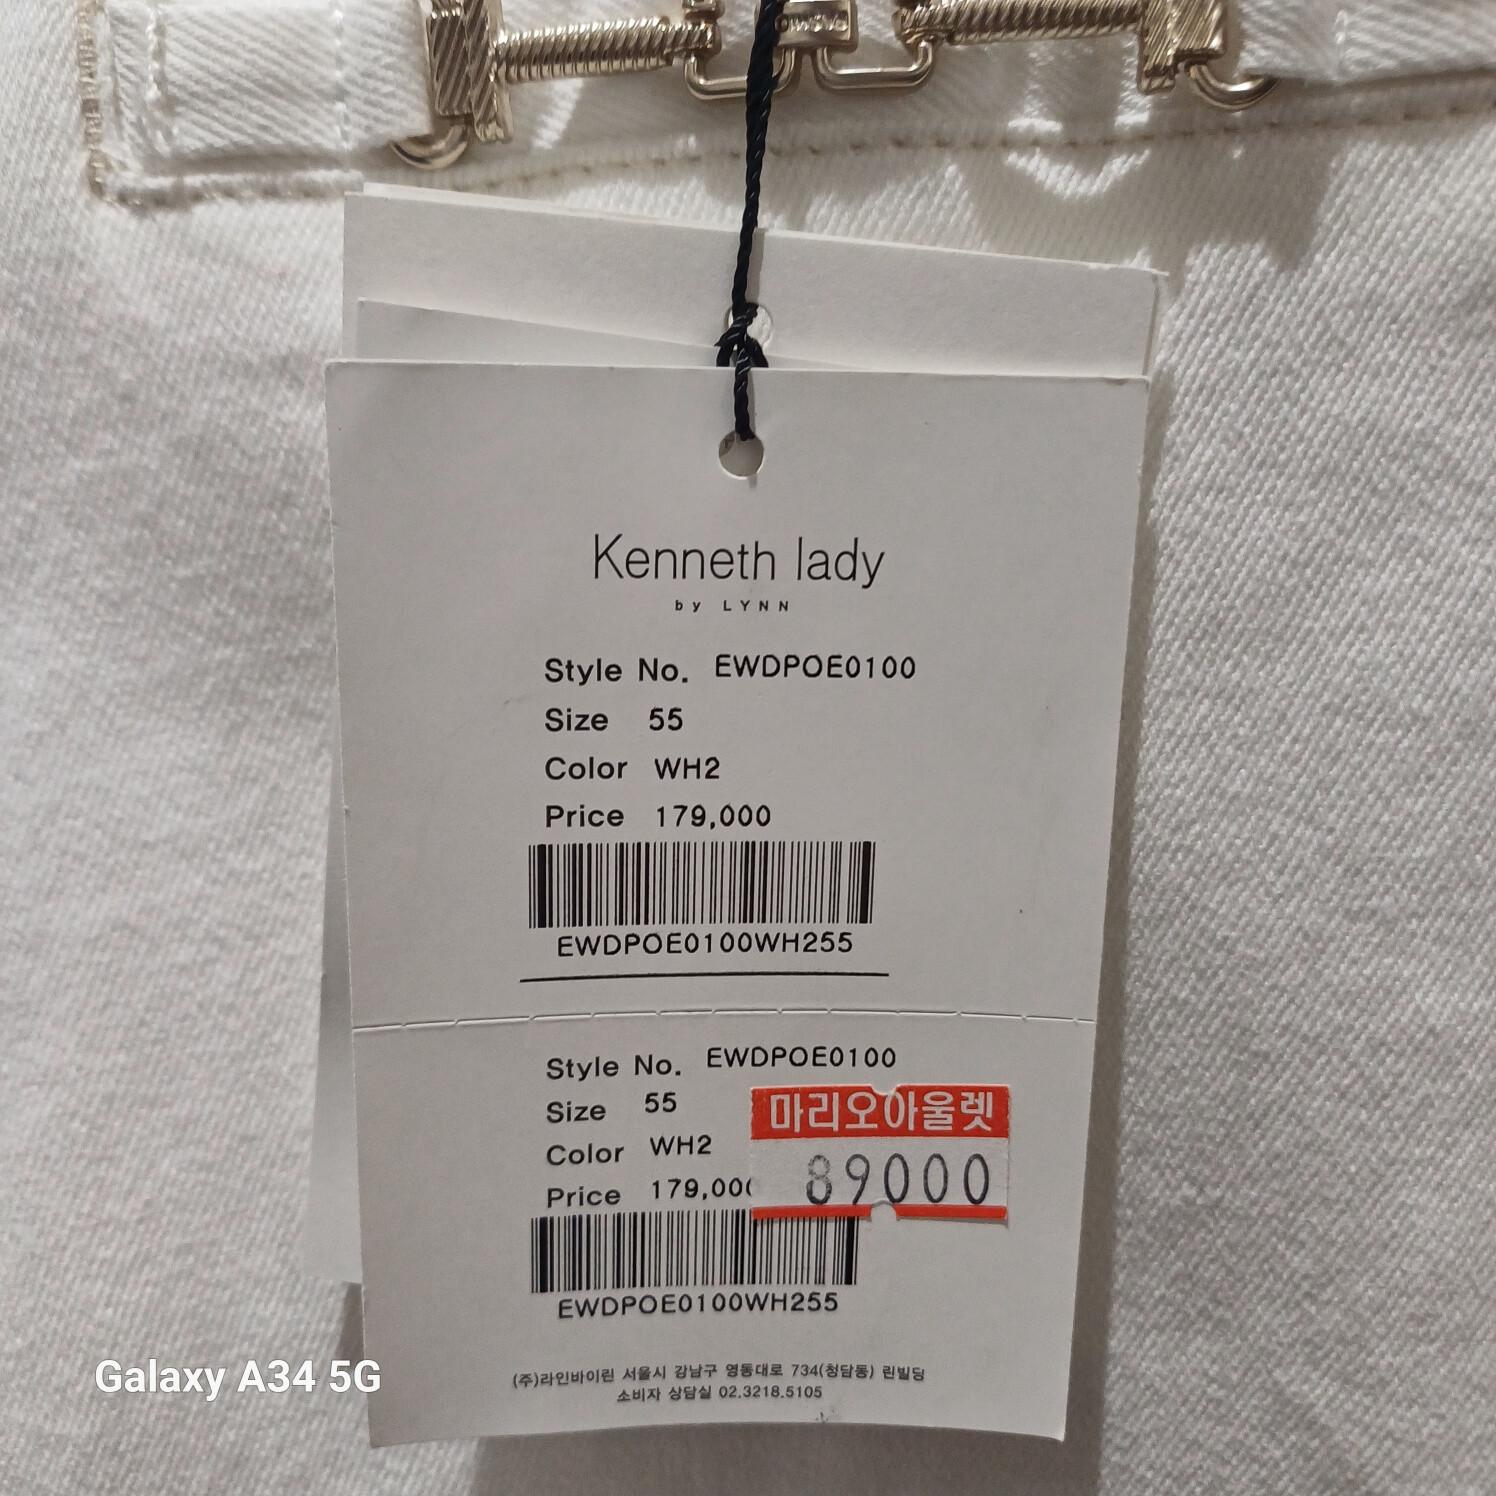 Kenneth lady
by LYNN
Style No. EWDPOE0100
Size 55
Color WH2
Price 179,000
EWDPOE0100WH255
Style No. EWDPOE0100
Size 55
마리오아울렛
Color WH2
89000
Price 179,00
EWDPOE0100WH255
(주)라인바이린 서울시 강남구 영동대로 734(청담동) 린빌딩
소비자 상담실 02.3218.5105
Galaxy A34 5G